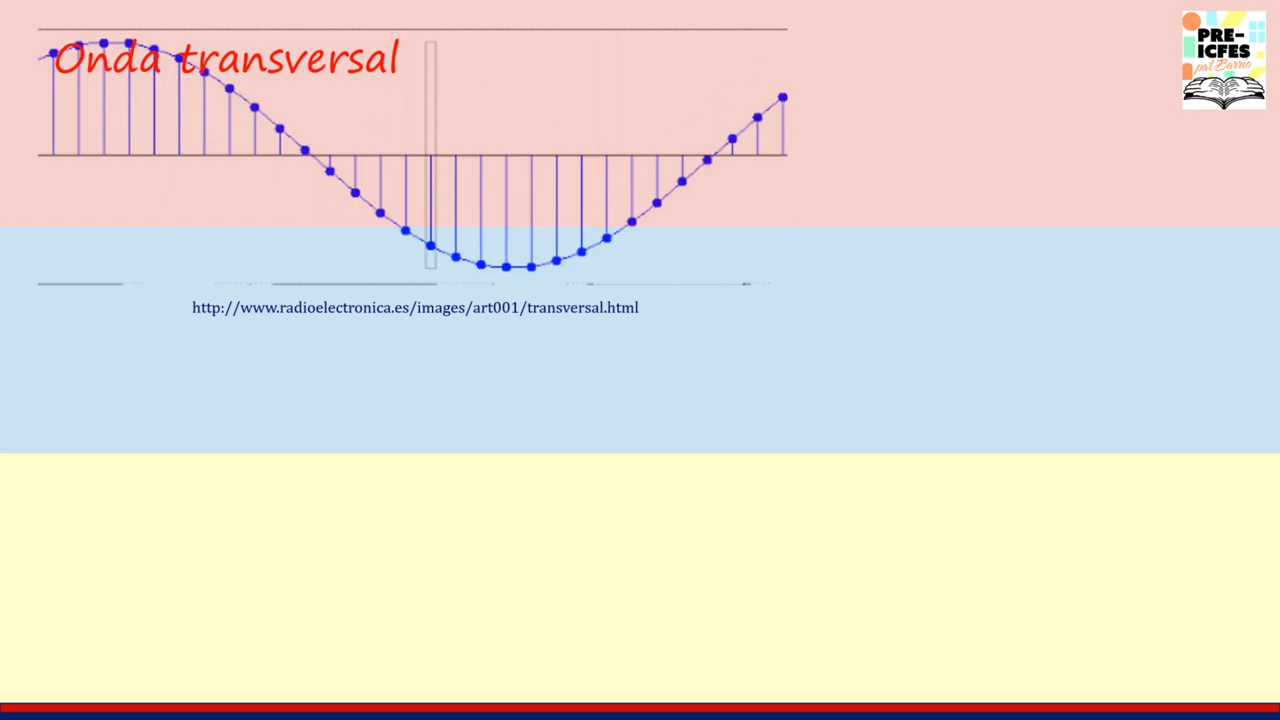 Onda transversal
PRE-
ICFES
pal Barrio
http://www.radioelectronica.es/images/art001/transversal.html